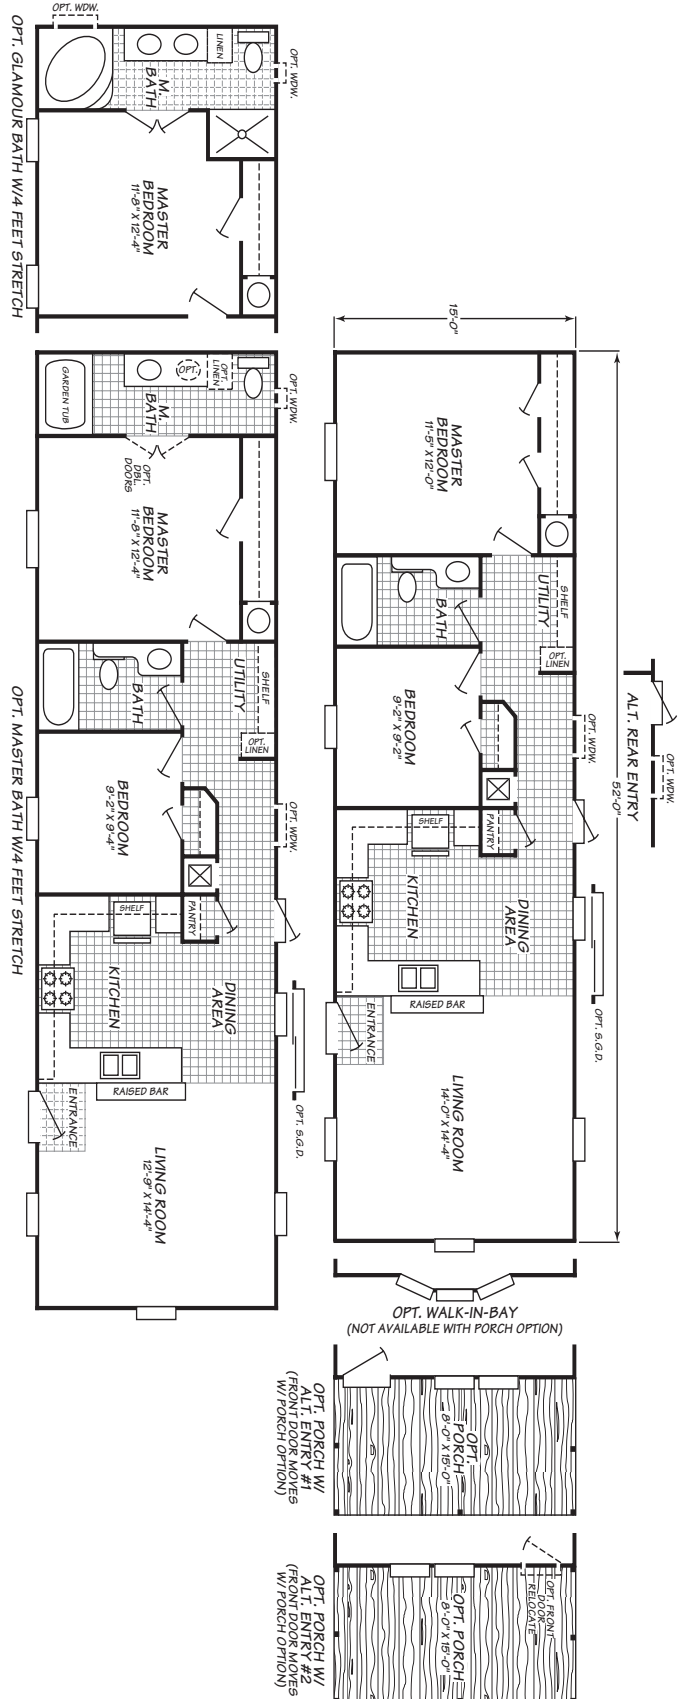 OPT. WDW.
LINEN
OPT. WDW.
M.
BATH
MASTER
BEDROOM
11'-8" X 12'-4"
OPT. GLAMOUR BATH W/4 FEET STRETCH
15'-0"
MASTER
BEDROOM
11'-5" X 12'-0"
SHELF
UTILITY
BATH
OPT.
LINEN
BEDROOM
9'-2" X 9'-2"
OPT. WDW.
ALT. REAR ENTRY
OPT. WDW.
52'-0"
PANTRY
SHELF
KITCHEN
DINING
AREA
RAISED BAR
OPT. S.G.D.
ENTRANCE
LIVING ROOM
14'-0" X 14'-4"
OPT. WALK-IN-BAY
(NOT AVAILABLE WITH PORCH OPTION)
OPT.
PORCH
8'-0" X 15'-0"
OPT. PORCH W/
ALT. ENTRY #1
(FRONT DOOR MOVES
W/ PORCH OPTION)
OPT. FRONT
DOOR
RELOCATE
OPT. PORCH
8'-0" X 15'-0"
OPT. PORCH W/
ALT. ENTRY #2
(FRONT DOOR MOVES
W/ PORCH OPTION)
GARDEN TUB
OPT.
OPT.
LINEN
OPT. WDW.
M.
BATH
OPT.
DBL.
DOORS
MASTER
BEDROOM
11'-8" X 12'-4"
SHELF
UTILITY
BATH
OPT.
LINEN
BEDROOM
9'-2" X 9'-4"
OPT. WDW.
PANTRY
SHELF
KITCHEN
DINING
AREA
RAISED BAR
OPT. S.G.D.
ENTRANCE
LIVING ROOM
12'-9" X 14'-4"
OPT. MASTER BATH W/4 FEET STRETCH